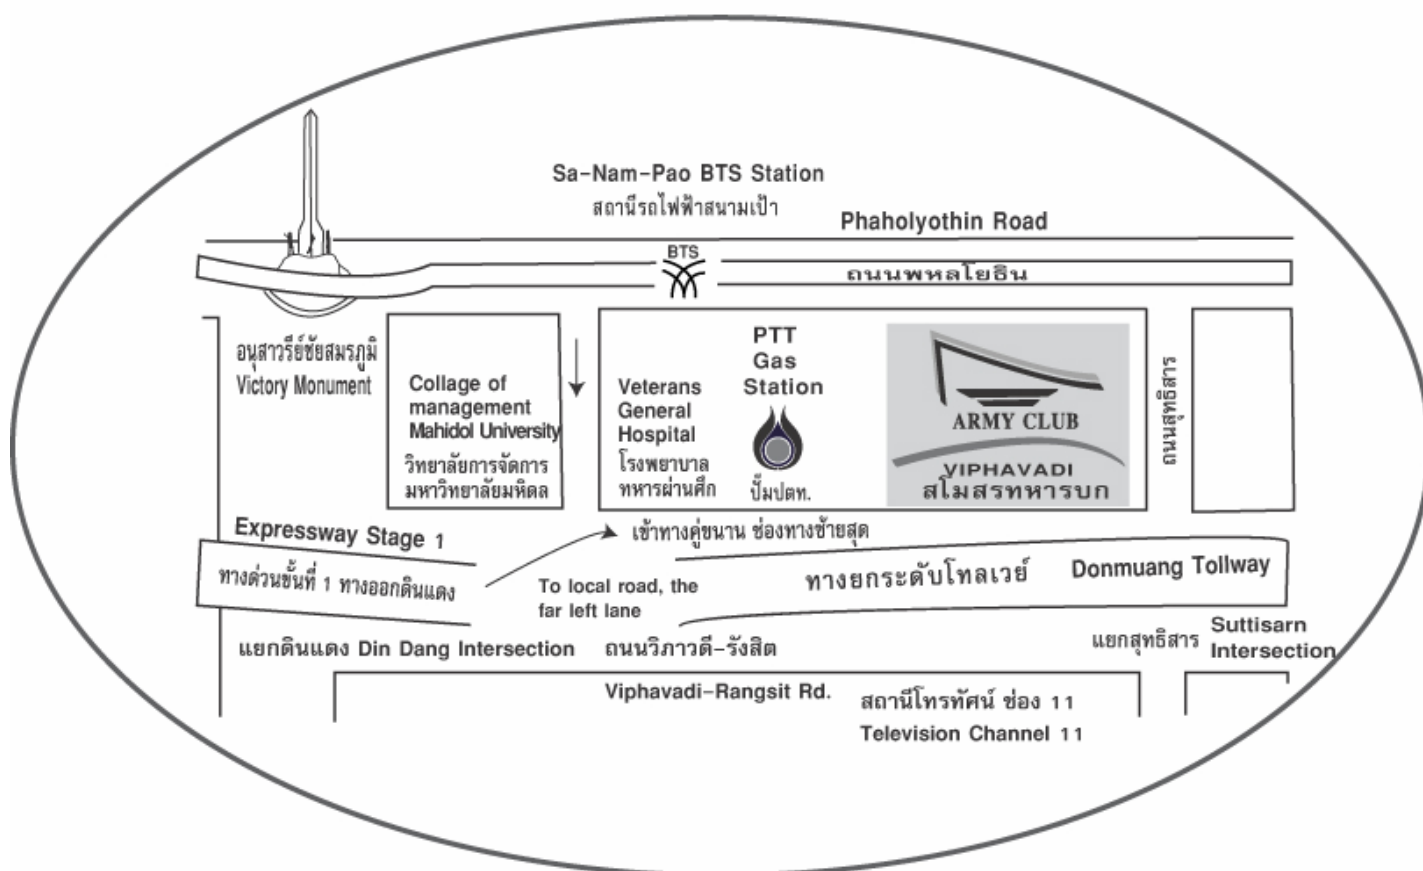 Sa-Nam-Pao BTS Station
สถานีรถไฟฟ้าสนามเป้า
Phaholyothin Road
BTS
ถนนพหลโยธิน
อนุสาวรีย์ชัยสมรภูมิ
Victory Monument
Collage of
management
Mahidol University
วิทยาลัยการจัดการ
มหาวิทยาลัยมหิดล
Veterans
General
Hospital
โรงพยาบาล
ทหารผ่านศึก
PTT
Gas
Station
ปั๊มปตท.
ARMY CLUB
VIPHAVADI
สโมสรทหารบก
ถนนสุทธิสาร
Expressway Stage 1
ทางด่วนขั้นที่ 1 ทางออกดินแดง
เข้าทางคู่ขนาน ช่องทางซ้ายสุด
To local road, the
far left lane
ทางยกระดับโทลเวย์ Donmuang Tollway
แยกดินแดง Din Dang Intersection
ถนนวิภาวดี-รังสิต
Viphavadi-Rangsit Rd.
แยกสุทธิสาร
Suttisarn
Intersection
สถานีโทรทัศน์ ช่อง 11
Television Channel 11